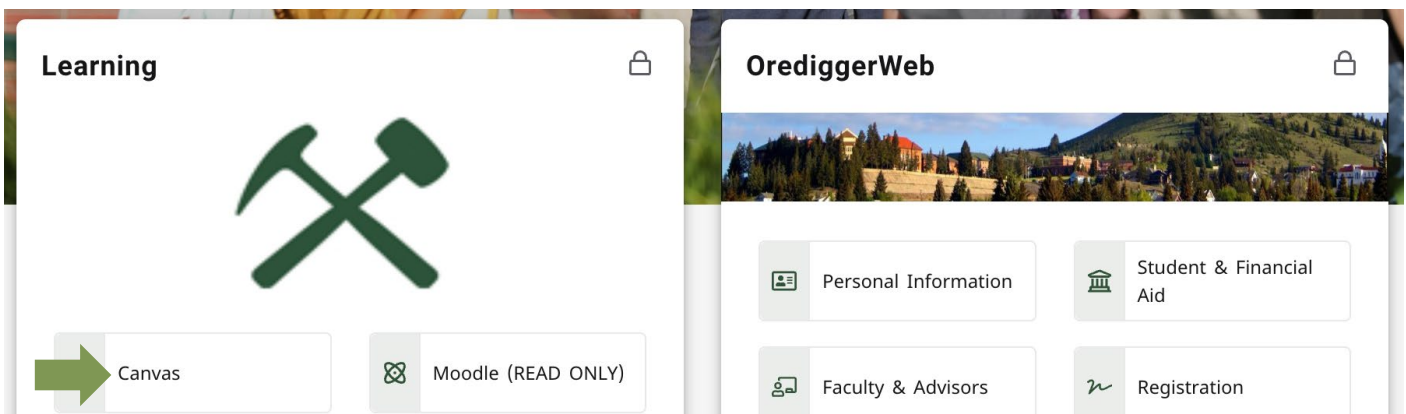 Learning
Canvas
Moodle (READ ONLY)
OrediggerWeb
Personal Information
Student & Financial
Aid
Faculty & Advisors
Registration